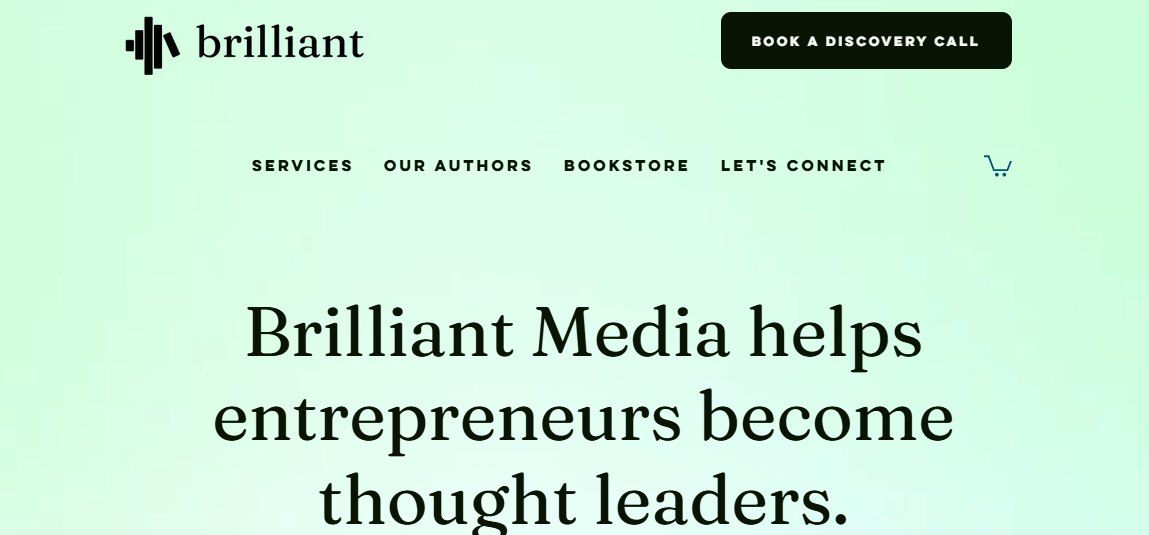 brilliant
BOOK A DISCOVERY CALL
SERVICES OUR AUTHORS BOOKSTORE LET'S CONNECT
Brilliant Media helps
entrepreneurs become
thought leaders.